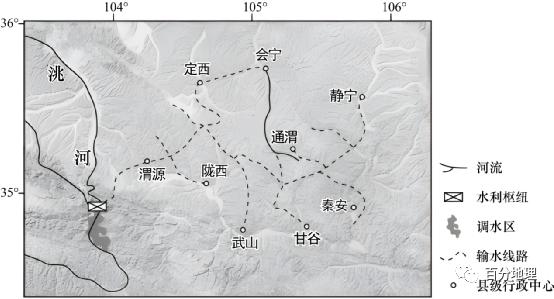 104°
105°
106°
36°
会宁
定西
洮
静宁
通渭
河
渭源
陇西
35°
秦安
武山
甘谷
河流
水利枢纽
调水区
输水线路
县级行政中心
百分地理